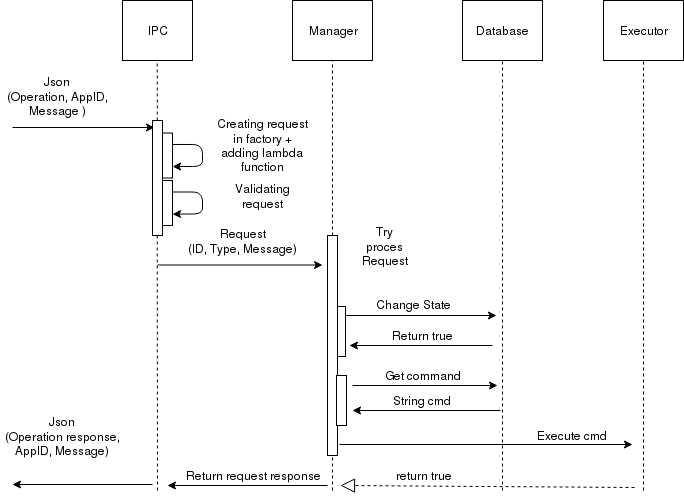 IPC
Manager
Database
Executor
Json
(Operation, AppID,
Message )
Creating request
in factory +
adding lambda
function
Validating
request
Request
(ID, Type, Message)
Try
proces
Request
Change State
Return true
Get command
String cmd
Execute cmd
Json
(Operation response,
AppID, Message)
Return request response
return true